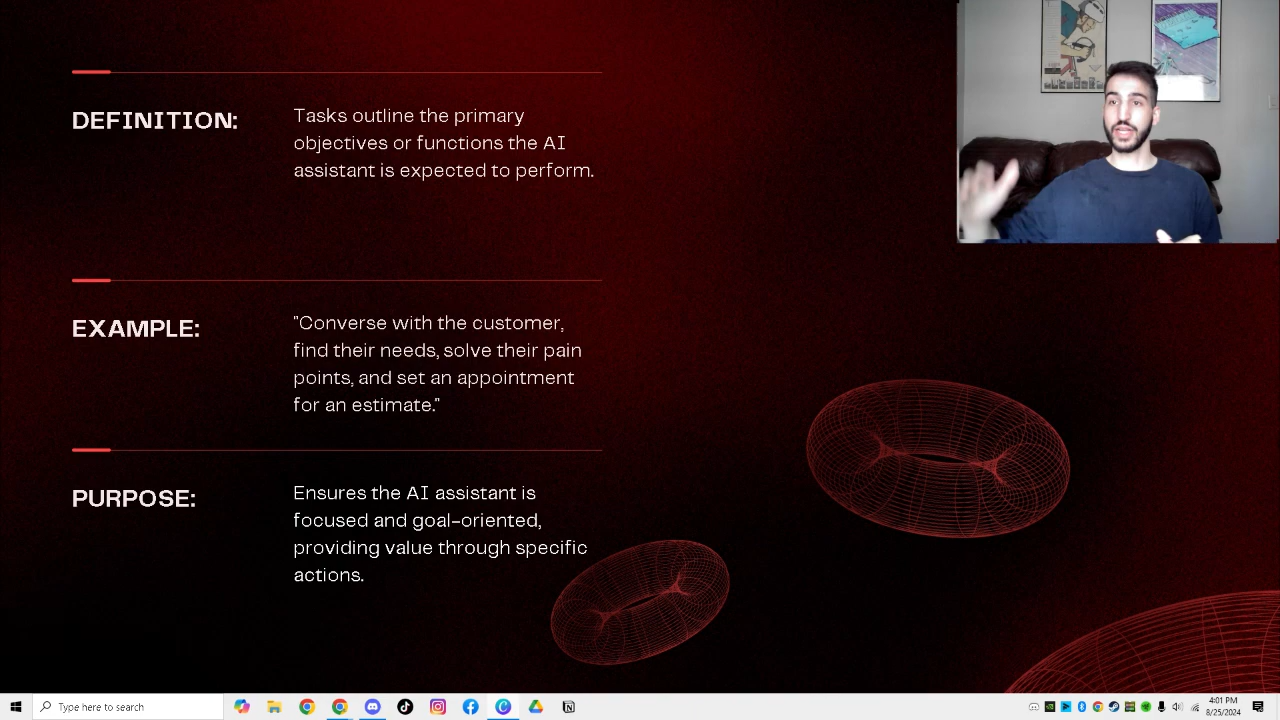 DEFINITION:
Tasks outline the primary
objectives or functions the AI
assistant is expected to perform.
EXAMPLE:
"Converse with the customer,
find their needs, solve their pain
points, and set an appointment
for an estimate."
PURPOSE:
Ensures the AI assistant is
focused and goal-oriented,
providing value through specific
actions.
Type here to search
4:01 PM
8/25/2024